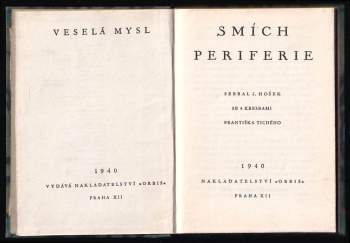 VESELÁ MYSL
1940
VYDÁVÁ NAKLADATELSTVÍ »ORBIS«
PRAHA XII
SMÍCH
PERIFERIE
SEBRAL J. HOŠEK
SE 4 KRESBAMI
FRANTIŠKA TICHÉHO
1940
NAKLADATELSTVÍ »ORBIS«
PRAHA XII